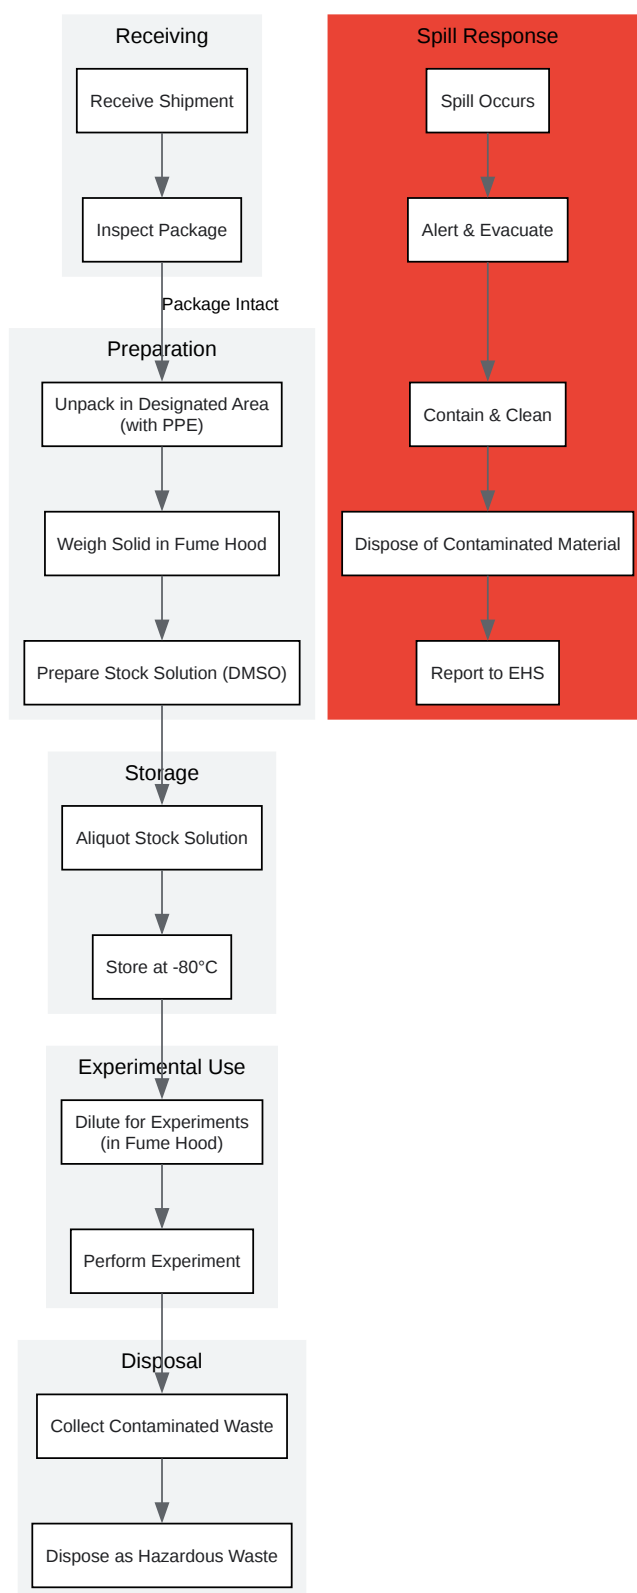 Receiving
Receive Shipment
Inspect Package
Package Intact
Preparation
Unpack in Designated Area
(with PPE)
Weigh Solid in Fume Hood
Prepare Stock Solution (DMSO)
Storage
Aliquot Stock Solution
Store at -80°C
Experimental Use
Dilute for Experiments
(in Fume Hood)
Perform Experiment
Disposal
Collect Contaminated Waste
Dispose as Hazardous Waste
Spill Response
Spill Occurs
Alert & Evacuate
Contain & Clean
Dispose of Contaminated Material
Report to EHS